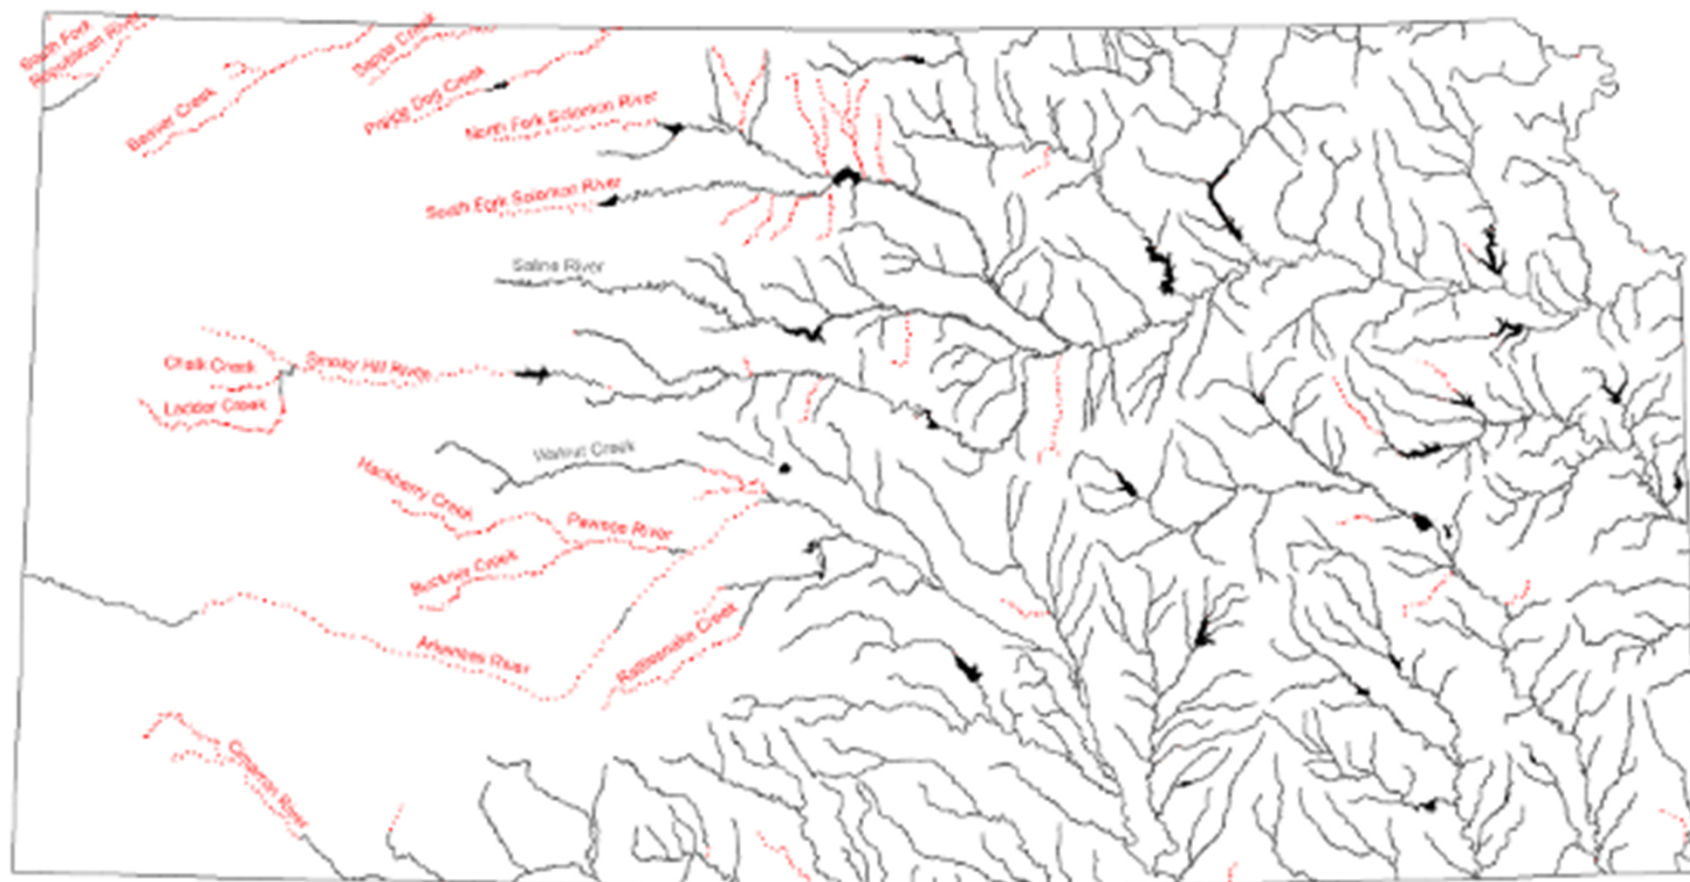 South Fork
Republican River
Beaver Creek
Sappa Creek
Prairie Dog Creek
North Fork Solomon River
South Fork Solomon River
Saline River
Chalk Creek
Smoky Hill River
Ladder Creek
Walnut Creek
Hackberry Creek
Pawnee River
Buckner Creek
Arkansas River
Rattlesnake Creek
Cimarron River